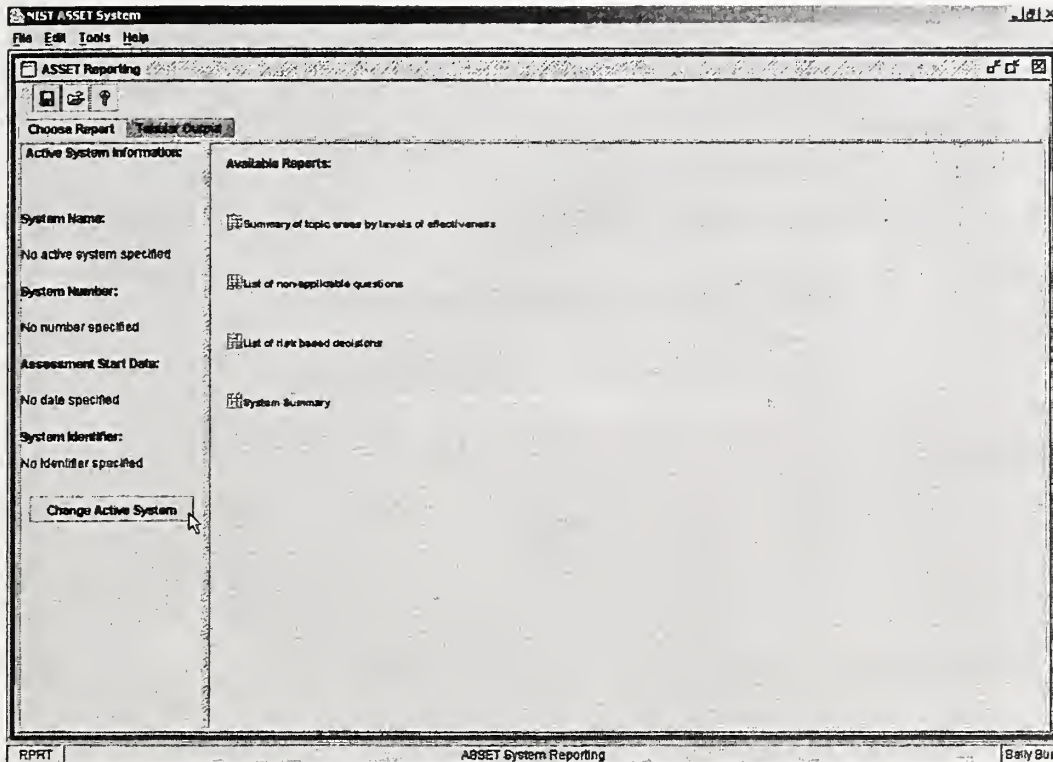 NIST ASSET System
File Edit Tools Help
ASSET Reporting
Choose Report Tabular Output
Active System Information:
System Name:
No active system specified
System Number:
No number specified
Assessment Start Date:
No date specified
System Identifier:
No identifier specified
Change Active System
Available Reports:
Summary of topic areas by levels of effectiveness
List of non-applicable questions
List of risk based decisions
System Summary
RPRT ASSET System Reporting